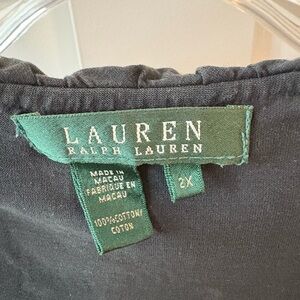 LAUREN
RALPH LAUREN
MADE IN
MACAU
FABRIQUE EN
MACAU
100%COTTON/
COTON
2X